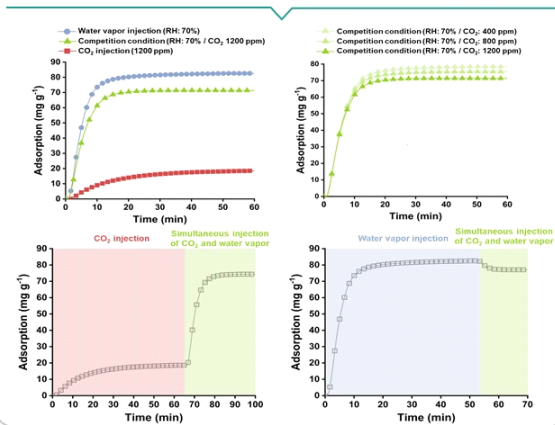 Water vapor injection (RH: 70%)
Competition condition (RH: 70% / CO₂ 1200 ppm)
CO₂ injection (1200 ppm)
90
80
70
60
50
40
30
20
10
0
Adsorption (mg g⁻¹)
0 10 20 30 40 50 60
Time (min)
Competition condition (RH: 70% / CO₂: 400 ppm)
Competition condition (RH: 70% / CO₂: 800 ppm)
Competition condition (RH: 70% / CO₂: 1200 ppm)
80
70
60
50
40
30
20
10
0
Adsorption (mg g⁻¹)
0 10 20 30 40 50 60
Time (min)
CO₂ injection
Simultaneous injection
of CO₂ and water vapor
90
80
70
60
50
40
30
20
10
0
Adsorption (mg g⁻¹)
0 10 20 30 40 50 60 70 80 90 100
Time (min)
Water vapor injection
Simultaneous injection
of CO₂ and water vapor
90
80
70
60
50
40
30
20
10
0
Adsorption (mg g⁻¹)
0 10 20 30 40 50 60 70
Time (min)